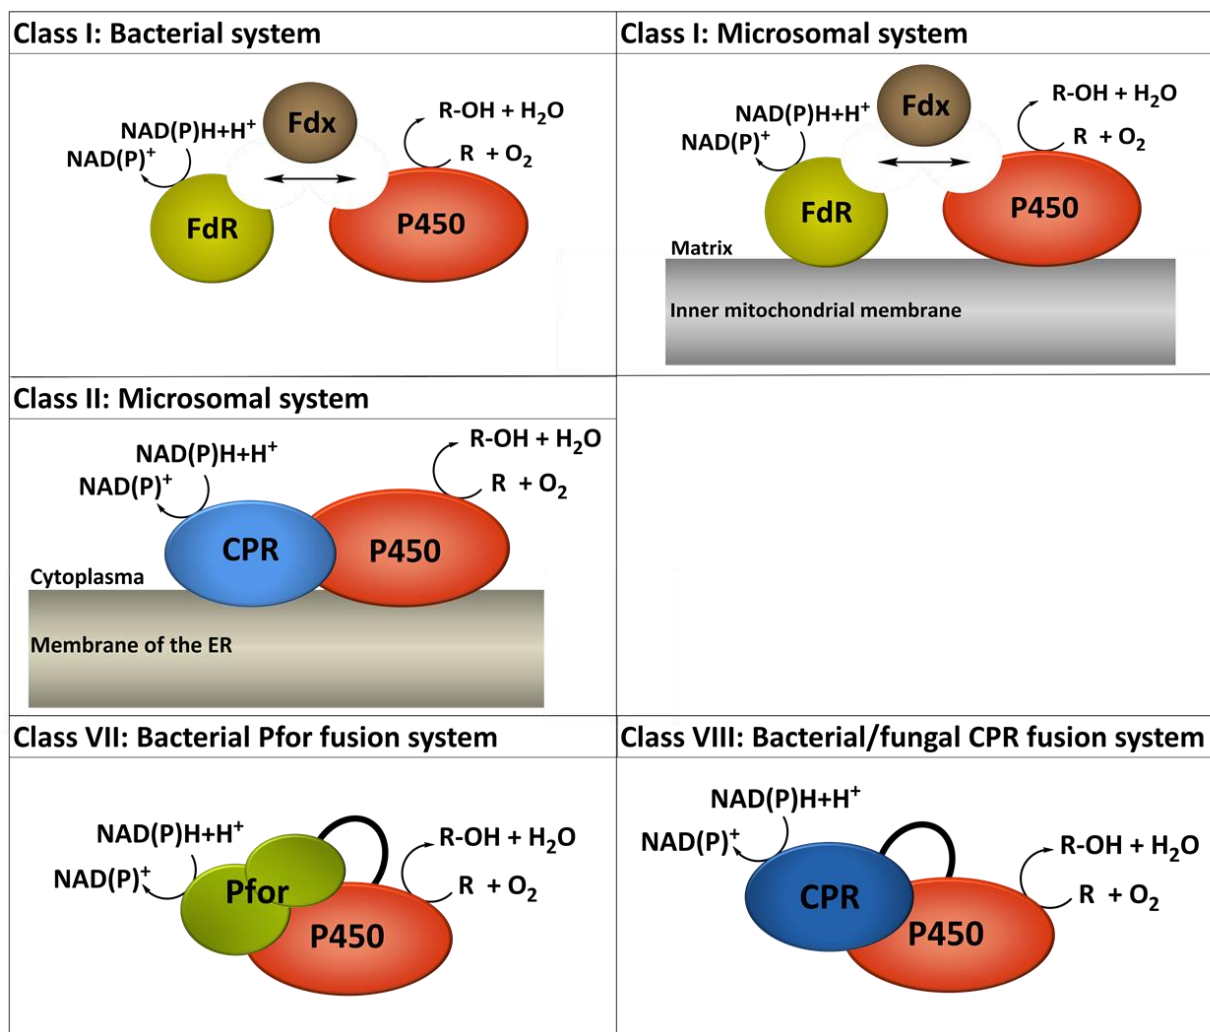 Class I: Bacterial system
Fdx
R-OH + H₂O
NAD(P)H+H⁺
NAD(P)⁺
R + O₂
FdR
P450
Class I: Microsomal system
Fdx
R-OH + H₂O
NAD(P)H+H⁺
NAD(P)⁺
R + O₂
FdR
P450
Matrix
Inner mitochondrial membrane
Class II: Microsomal system
R-OH + H₂O
NAD(P)H+H⁺
NAD(P)⁺
R + O₂
CPR
P450
Cytoplasma
Membrane of the ER
Class VII: Bacterial Pfor fusion system
NAD(P)H+H⁺
R-OH + H₂O
NAD(P)⁺
R + O₂
Pfor
P450
Class VIII: Bacterial/fungal CPR fusion system
NAD(P)H+H⁺
NAD(P)⁺
R-OH + H₂O
R + O₂
CPR
P450